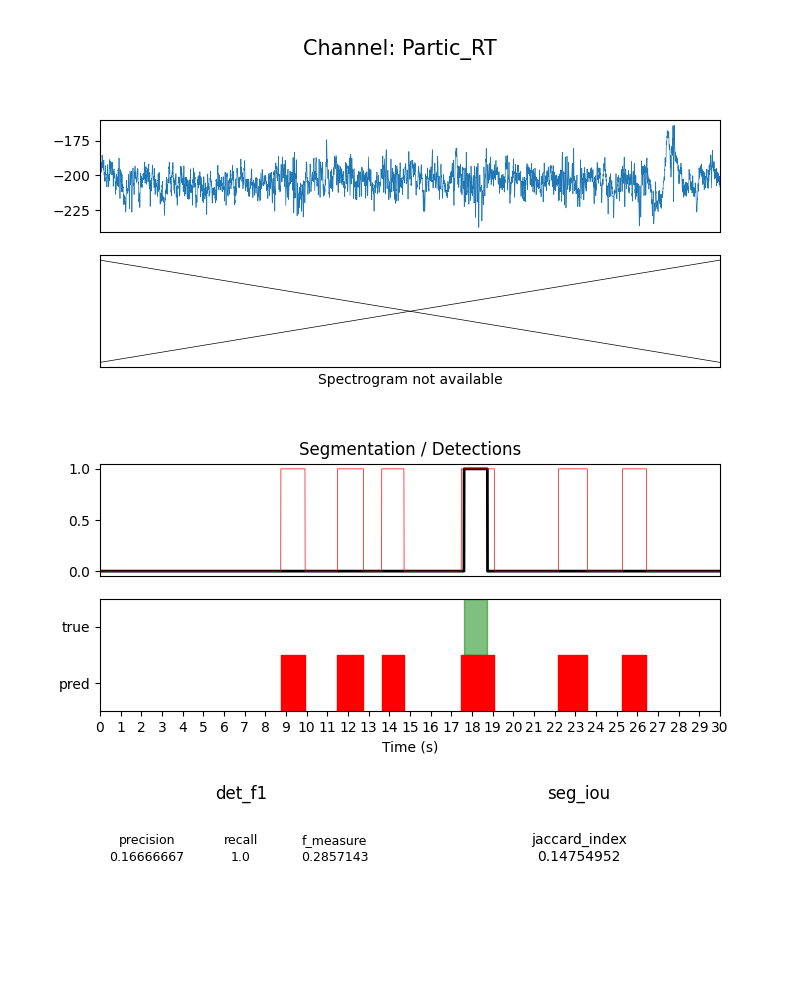 Channel: Partic_RT
−175
−200
−225
Spectrogram not available
Segmentation / Detections
1.0
0.5
0.0
true
pred
0 1 2 3 4 5 6 7 8 9 10 11 12 13 14 15 16 17 18 19 20 21 22 23 24 25 26 27 28 29 30
Time (s)
det_f1 seg_iou
precision recall f_measure jaccard_index
0.16666667 1.0 0.2857143 0.14754952